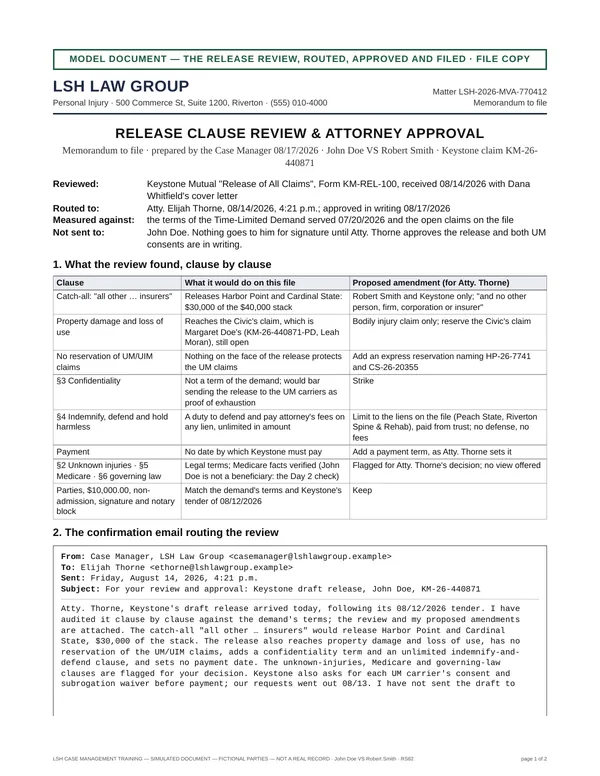 MODEL DOCUMENT — THE RELEASE REVIEW, ROUTED, APPROVED AND FILED · FILE COPY
LSH LAW GROUP
Matter LSH-2026-MVA-770412
Personal Injury · 500 Commerce St, Suite 1200, Riverton · (555) 010-4000
Memorandum to file
RELEASE CLAUSE REVIEW & ATTORNEY APPROVAL
Memorandum to file · prepared by the Case Manager 08/17/2026 · John Doe VS Robert Smith · Keystone claim KM-26-
440871
Reviewed: Keystone Mutual "Release of All Claims", Form KM-REL-100, received 08/14/2026 with Dana
Whitfield's cover letter
Routed to: Atty. Elijah Thorne, 08/14/2026, 4:21 p.m.; approved in writing 08/17/2026
Measured against: the terms of the Time-Limited Demand served 07/20/2026 and the open claims on the file
Not sent to: John Doe. Nothing goes to him for signature until Atty. Thorne approves the release and both UM
consents are in writing.
1. What the review found, clause by clause
Clause What it would do on this file Proposed amendment (for Atty. Thorne)
Catch-all: "all other … insurers" Releases Harbor Point and Cardinal State: Robert Smith and Keystone only; "and no other
$30,000 of the $40,000 stack person, firm, corporation or insurer"
Property damage and loss of Reaches the Civic's claim, which is Bodily injury claim only; reserve the Civic's claim
use Margaret Doe's (KM-26-440871-PD, Leah
Moran), still open
No reservation of UM/UIM Nothing on the face of the release protects Add an express reservation naming HP-26-7741
claims the UM claims and CS-26-20355
§3 Confidentiality Not a term of the demand; would bar Strike
sending the release to the UM carriers as
proof of exhaustion
§4 Indemnify, defend and hold A duty to defend and pay attorney's fees on Limit to the liens on the file (Peach State, Riverton
harmless any lien, unlimited in amount Spine & Rehab), paid from trust; no defense, no
fees
Payment No date by which Keystone must pay Add a payment term, as Atty. Thorne sets it
§2 Unknown injuries · §5 Legal terms; Medicare facts verified (John Flagged for Atty. Thorne's decision; no view offered
Medicare · §6 governing law Doe is not a beneficiary: the Day 2 check)
Parties, $10,000.00, non- Match the demand's terms and Keystone's Keep
admission, signature and notary tender of 08/12/2026
block
2. The confirmation email routing the review
From: Case Manager, LSH Law Group <casemanager@lshlawgroup.example>
To: Elijah Thorne <ethorne@lshlawgroup.example>
Sent: Friday, August 14, 2026, 4:21 p.m.
Subject: For your review and approval: Keystone draft release, John Doe, KM-26-440871
Atty. Thorne, Keystone's draft release arrived today, following its 08/12/2026 tender. I have
audited it clause by clause against the demand's terms; the review and my proposed amendments
are attached. The catch-all "all other … insurers" would release Harbor Point and Cardinal
State, $30,000 of the stack. The release also reaches property damage and loss of use, has no
reservation of the UM/UIM claims, adds a confidentiality term and an unlimited indemnify-and-
defend clause, and sets no payment date. The unknown-injuries, Medicare and governing-law
clauses are flagged for your decision. Keystone also asks for each UM carrier's consent and
subrogation waiver before payment; our requests went out 08/13. I have not sent the draft to
LSH CASE MANAGEMENT TRAINING — SIMULATED DOCUMENT — FICTIONAL PARTIES — NOT A REAL RECORD · John Doe VS Robert Smith · RS82
page 1 of 2